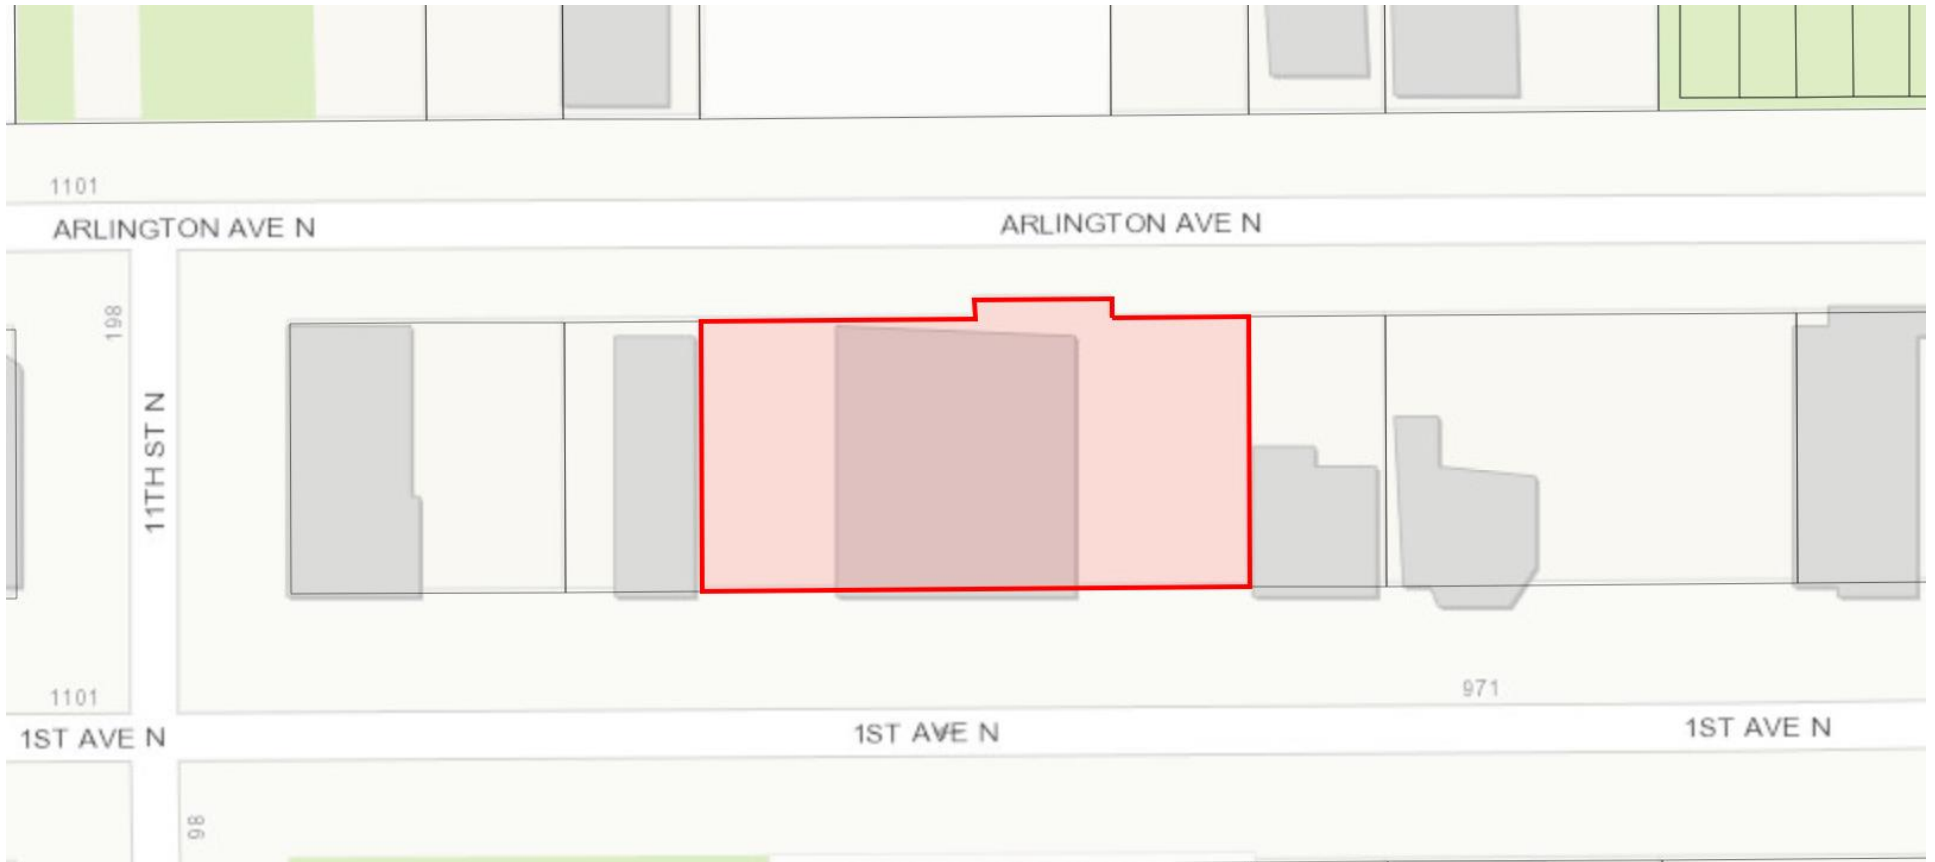 1101
ARLINGTON AVE N
ARLINGTON AVE N
198
11TH ST N
1101
971
1ST AVE N
1ST AVE N
1ST AVE N
98